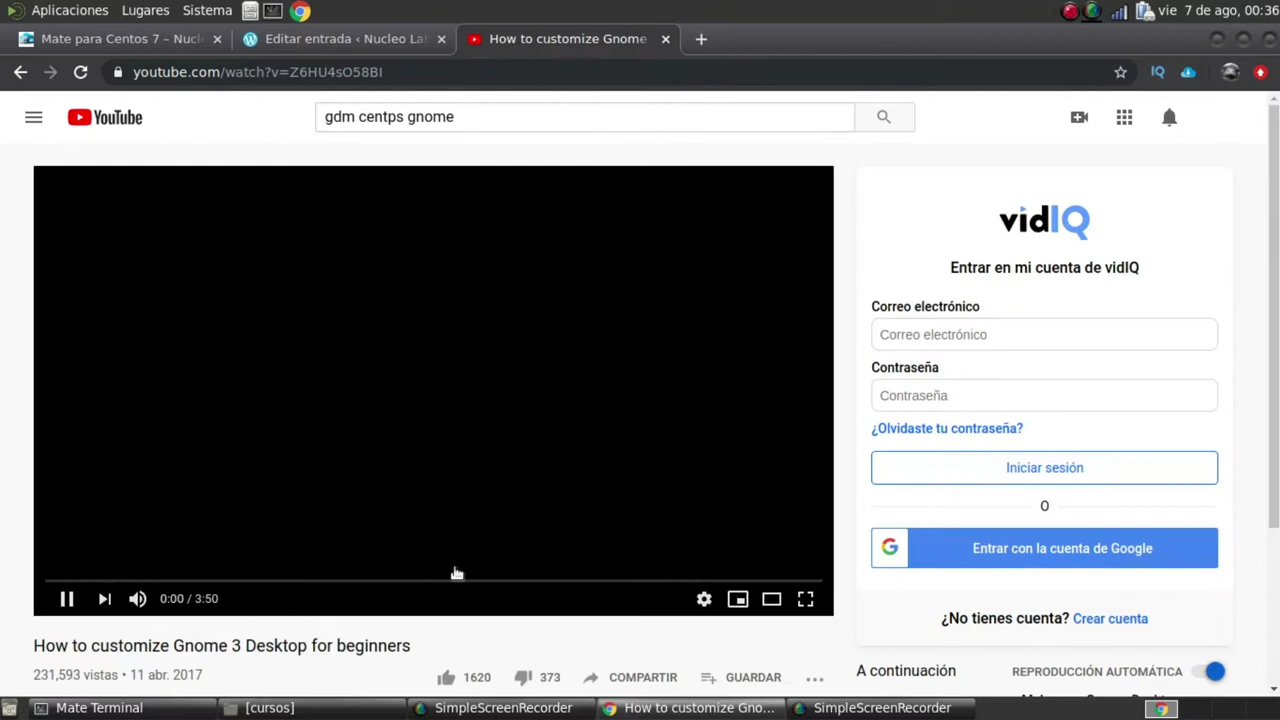 Aplicaciones Lugares Sistema vie 7 de ago, 00:36
Mate para Centos 7 – Nucl Editar entrada ‹ Nucleo Lab How to customize Gnome
youtube.com/watch?v=Z6HU4sO58BI IQ
YouTube
gdm centps gnome
vidIQ
Entrar en mi cuenta de vidIQ
Correo electrónico
Correo electrónico
Contraseña
Contraseña
¿Olvidaste tu contraseña?
Iniciar sesión
O
G Entrar con la cuenta de Google
0:00 / 3:50
¿No tienes cuenta? Crear cuenta
How to customize Gnome 3 Desktop for beginners
231,593 vistas • 11 abr. 2017
1620 373 COMPARTIR GUARDAR
A continuación REPRODUCCIÓN AUTOMÁTICA
Mate Terminal [cursos] SimpleScreenRecorder How to customize Gno... SimpleScreenRecorder